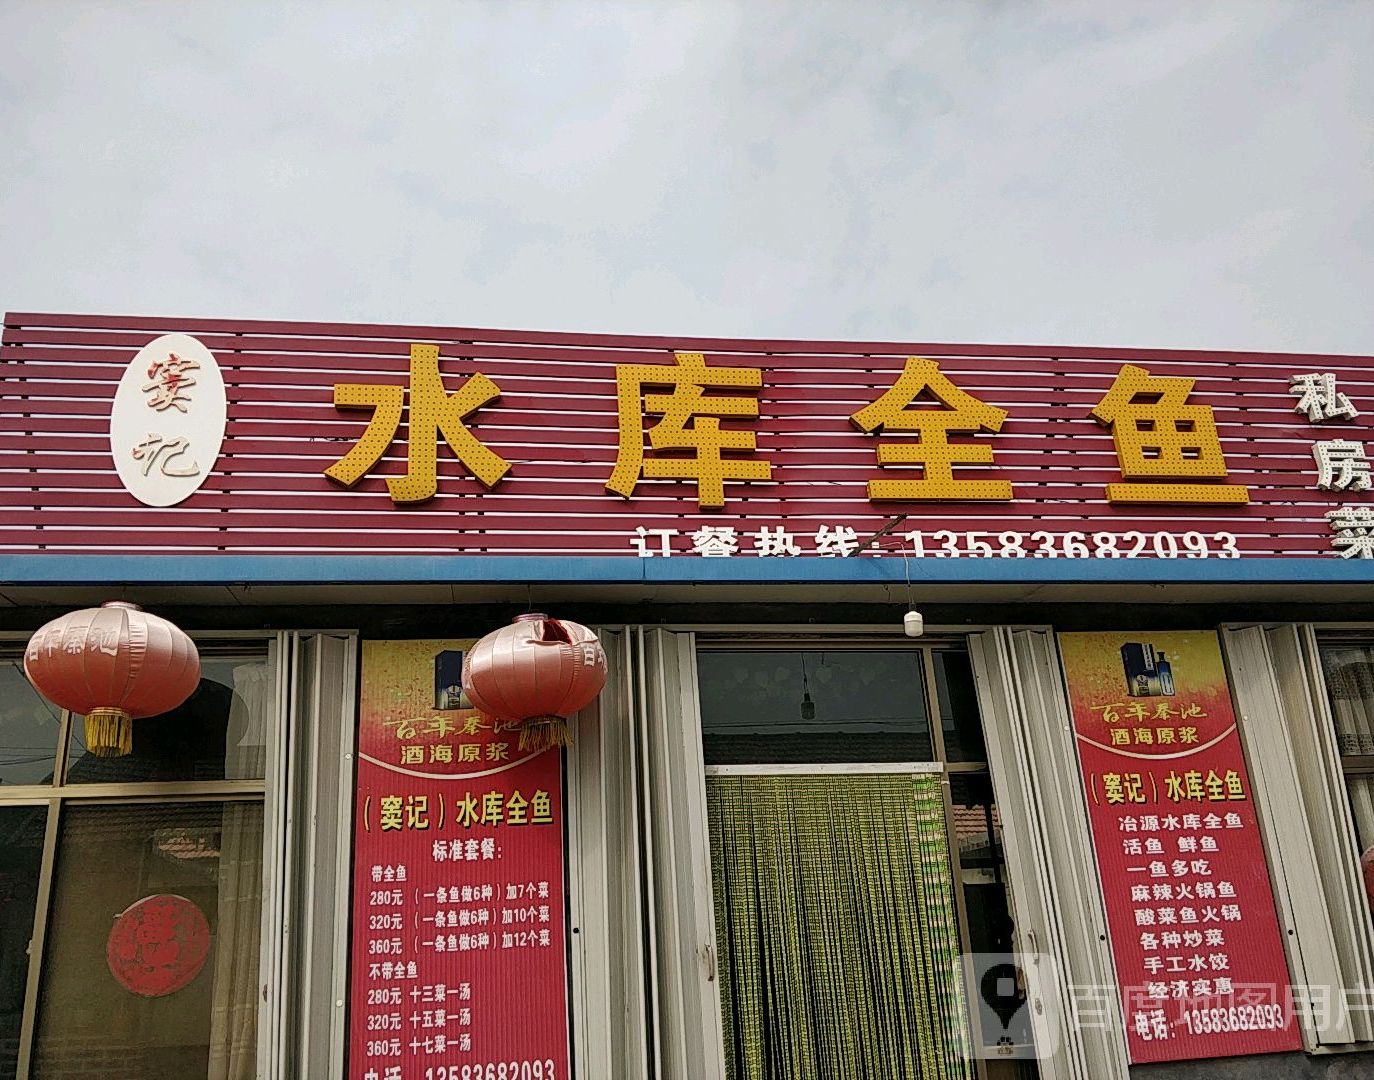 窦记
水库全鱼
私房菜
订餐热线:13583682093
百年秦池
百年秦池
酒海原浆
(窦记)水库全鱼
标准套餐:
带全鱼
280元 (一条鱼做6种)加7个菜
320元 (一条鱼做6种)加10个菜
360元 (一条鱼做6种)加12个菜
不带全鱼
280元 十三菜一汤
320元 十五菜一汤
360元 十七菜一汤
电话 13583682093
百年秦池
酒海原浆
(窦记)水库全鱼
冶源水库全鱼
活鱼 鲜鱼
一鱼多吃
麻辣火锅鱼
酸菜鱼火锅
各种炒菜
手工水饺
经济实惠
电话:13583682093
百度地图用户